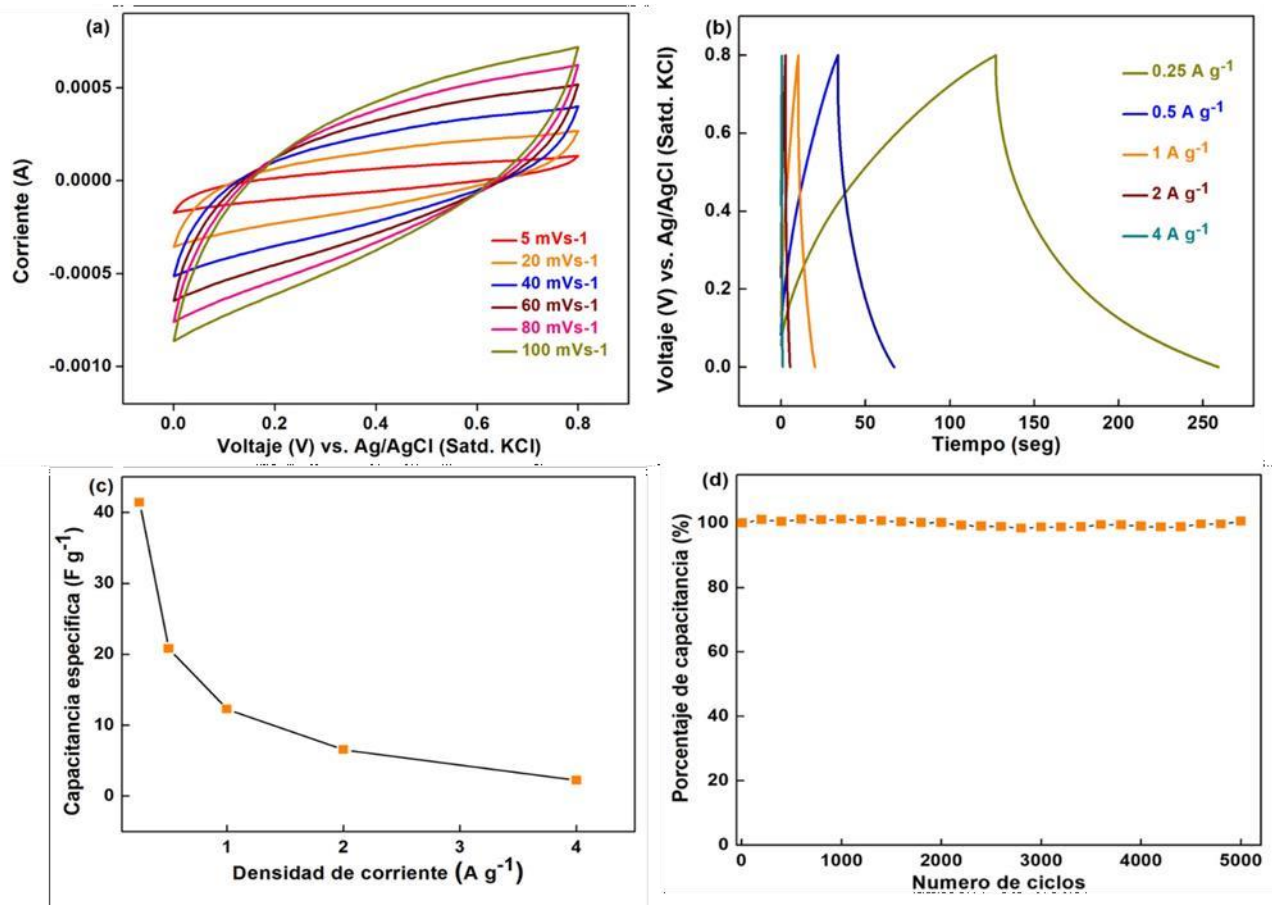 (a)
0.0005
0.0000
-0.0005
-0.0010
Corriente (A)
5 mVs-1
20 mVs-1
40 mVs-1
60 mVs-1
80 mVs-1
100 mVs-1
0.0 0.2 0.4 0.6 0.8
Voltaje (V) vs. Ag/AgCl (Satd. KCl)
(b)
0.8
0.6
0.4
0.2
0.0
Voltaje (V) vs. Ag/AgCl (Satd. KCl)
0.25 A g⁻¹
0.5 A g⁻¹
1 A g⁻¹
2 A g⁻¹
4 A g⁻¹
0 50 100 150 200 250
Tiempo (seg)
(c)
40
30
20
10
0
Capacitancia específica (F g⁻¹)
1 2 3 4
Densidad de corriente (A g⁻¹)
(d)
100
80
60
40
20
0
Porcentaje de capacitancia (%)
0 1000 2000 3000 4000 5000
Numero de ciclos